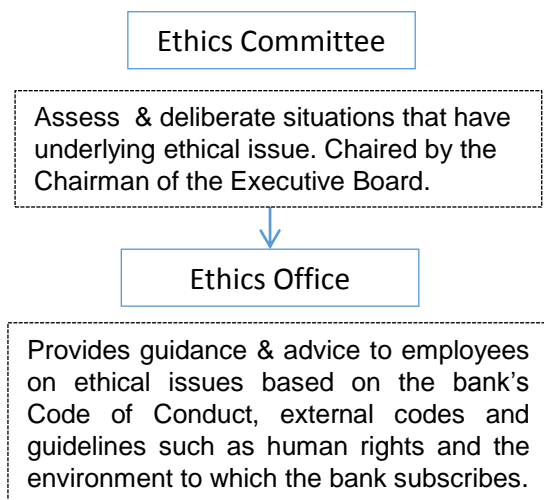 Ethics Committee
Assess & deliberate situations that have
underlying ethical issue. Chaired by the
Chairman of the Executive Board.
Ethics Office
Provides guidance & advice to employees
on ethical issues based on the bank's
Code of Conduct, external codes and
guidelines such as human rights and the
environment to which the bank subscribes.